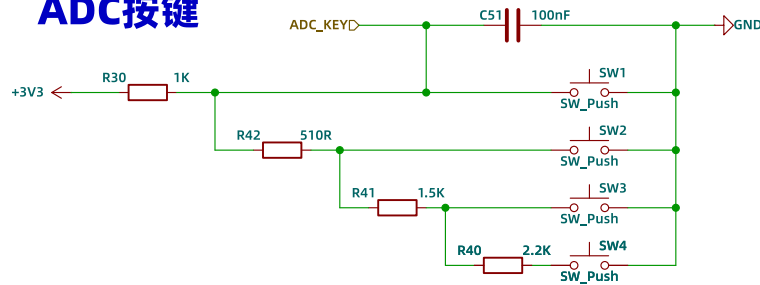 ADC按键
ADC_KEY
C51 100nF
GND
+3V3
R30 1K
SW1
SW_Push
R42 510R
SW2
SW_Push
R41 1.5K
SW3
SW_Push
R40 2.2K
SW4
SW_Push